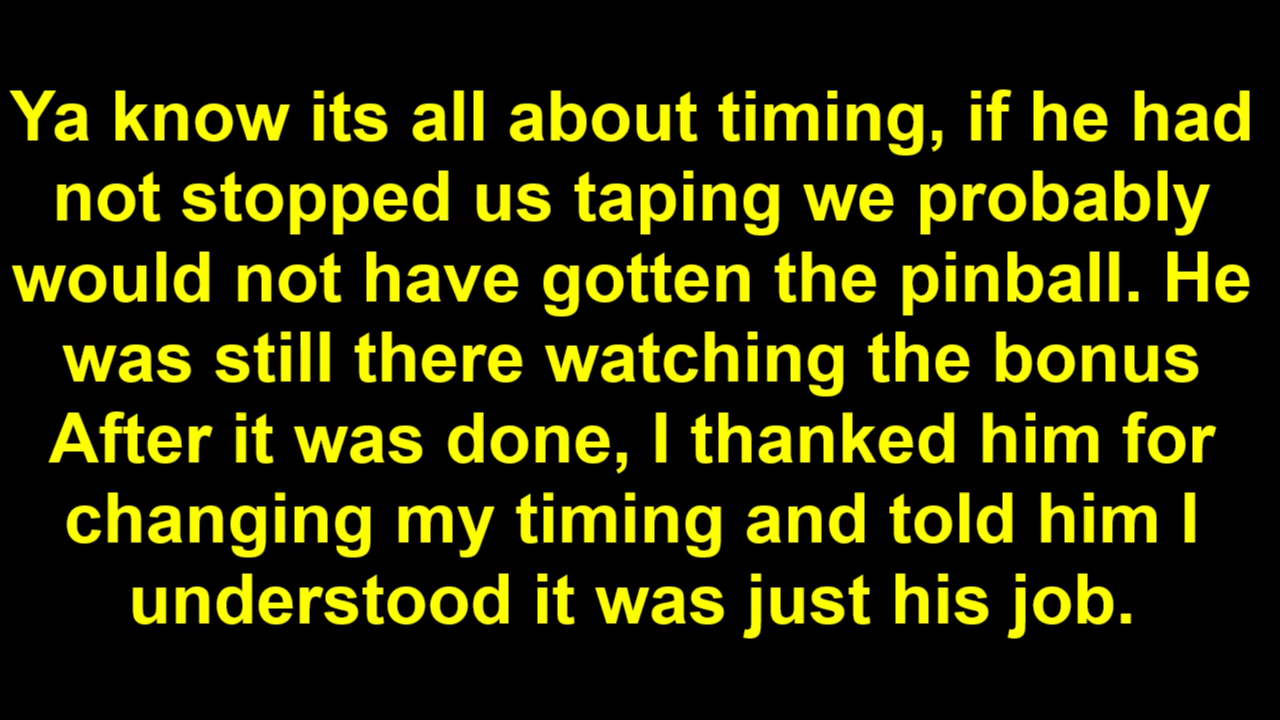 Ya know its all about timing, if he had
not stopped us taping we probably
would not have gotten the pinball. He
was still there watching the bonus
After it was done, I thanked him for
changing my timing and told him I
understood it was just his job.